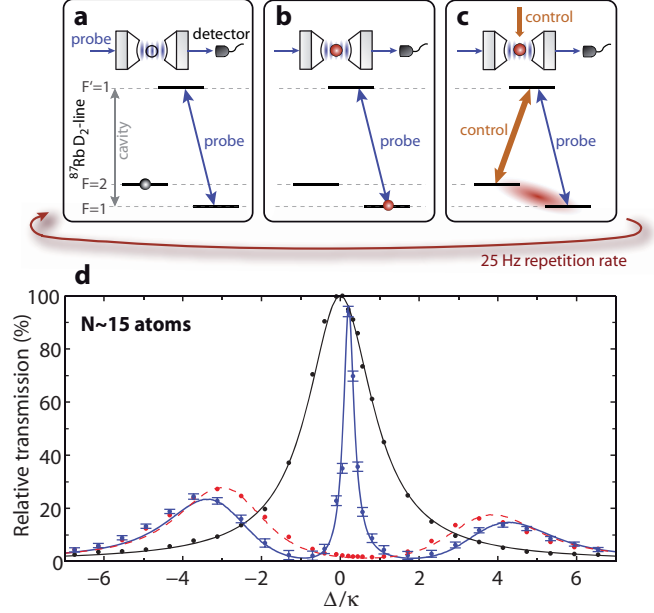 a
b
c
control
probe
detector
F'=1
F=2
F=1
⁸⁷Rb D₂-line
cavity
probe
probe
control
probe
25 Hz repetition rate
d
N~15 atoms
Relative transmission (%)
100
80
60
40
20
0
−6 −4 −2 0 2 4 6
Δ/κ